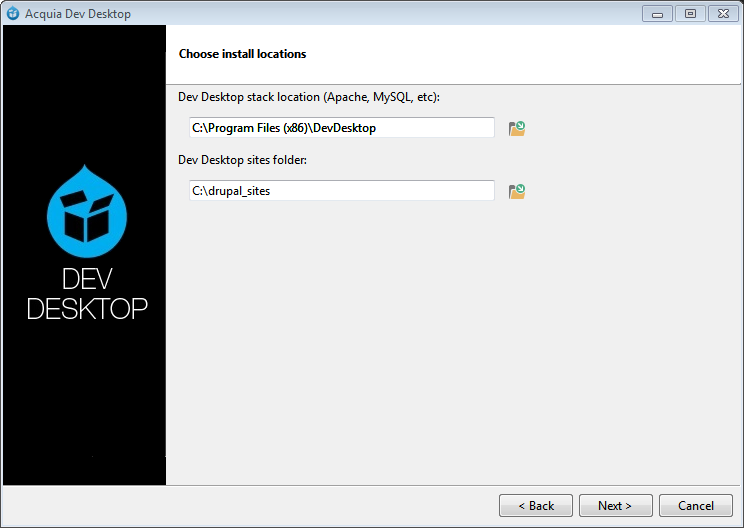 Acquia Dev Desktop
Choose install locations
Dev Desktop stack location (Apache, MySQL, etc):
C:\Program Files (x86)\DevDesktop
Dev Desktop sites folder:
C:\drupal_sites
DEV
DESKTOP
< Back
Next >
Cancel